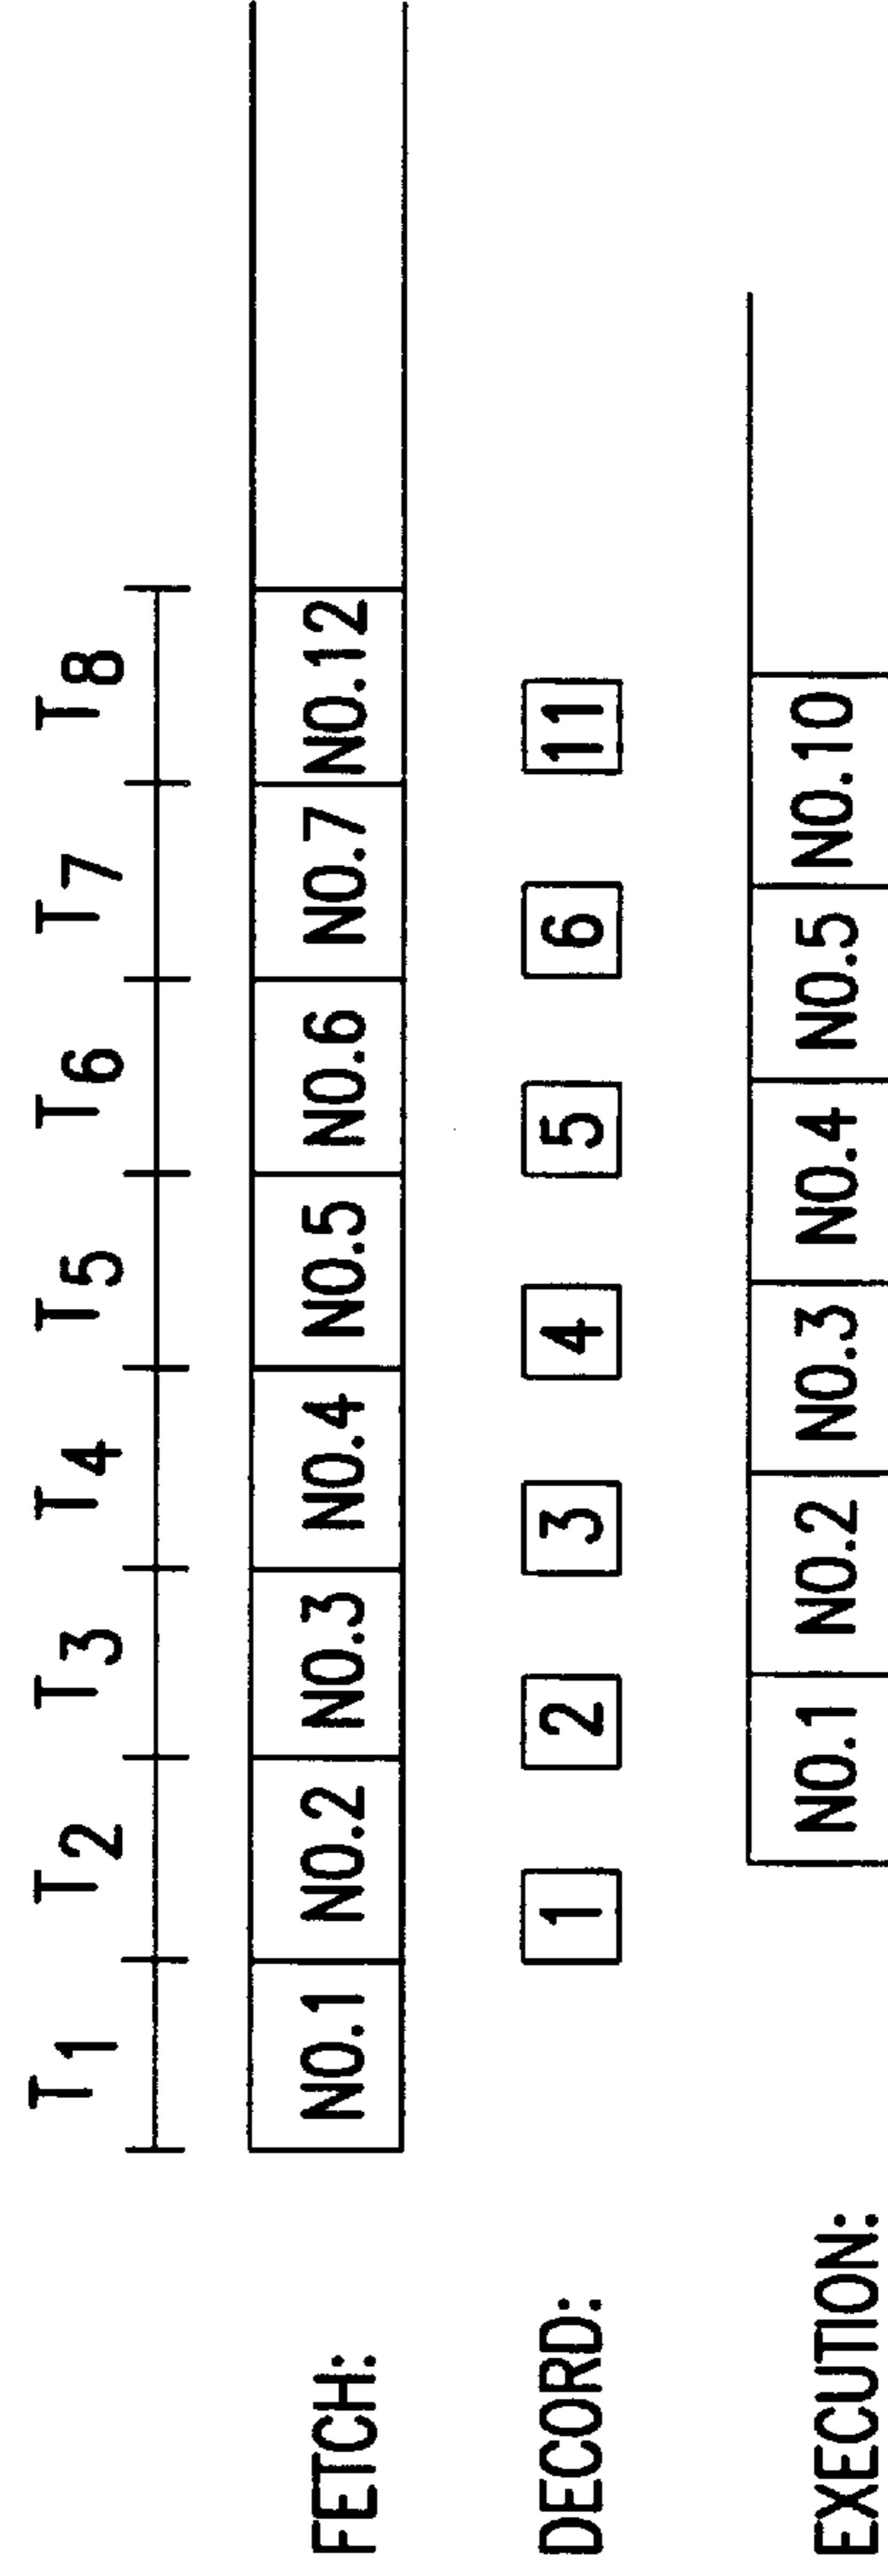 T1 T2 T3 T4 T5 T6 T7 T8
FETCH: NO.1 NO.2 NO.3 NO.4 NO.5 NO.6 NO.7 NO.12
DECORD: 1 2 3 4 5 6 11
EXECUTION: NO.1 NO.2 NO.3 NO.4 NO.5 NO.10